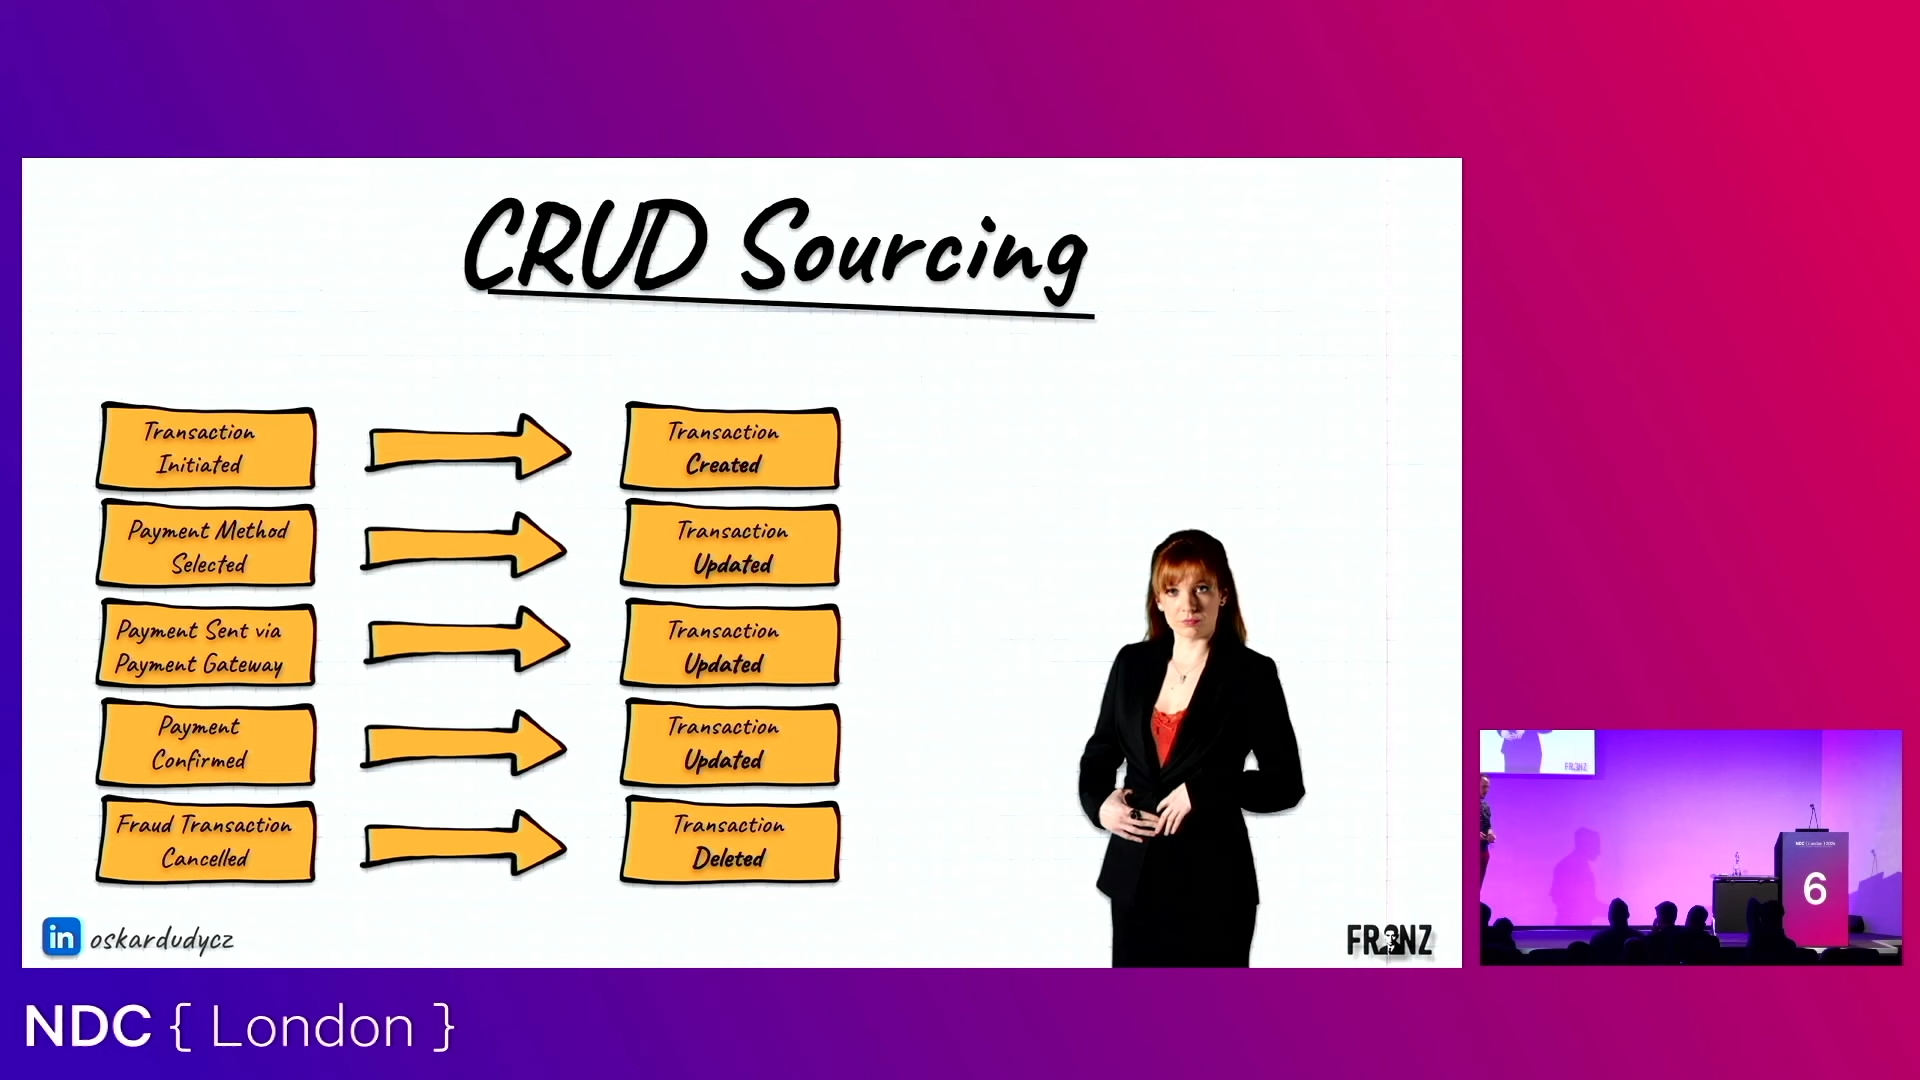 CRUD Sourcing
Transaction
Initiated
Transaction
Created
Payment Method
Selected
Transaction
Updated
Payment Sent via
Payment Gateway
Transaction
Updated
Payment
Confirmed
Transaction
Updated
Fraud Transaction
Cancelled
Transaction
Deleted
in oskardudycz
FRANZ
FRANZ
6
NDC { London }